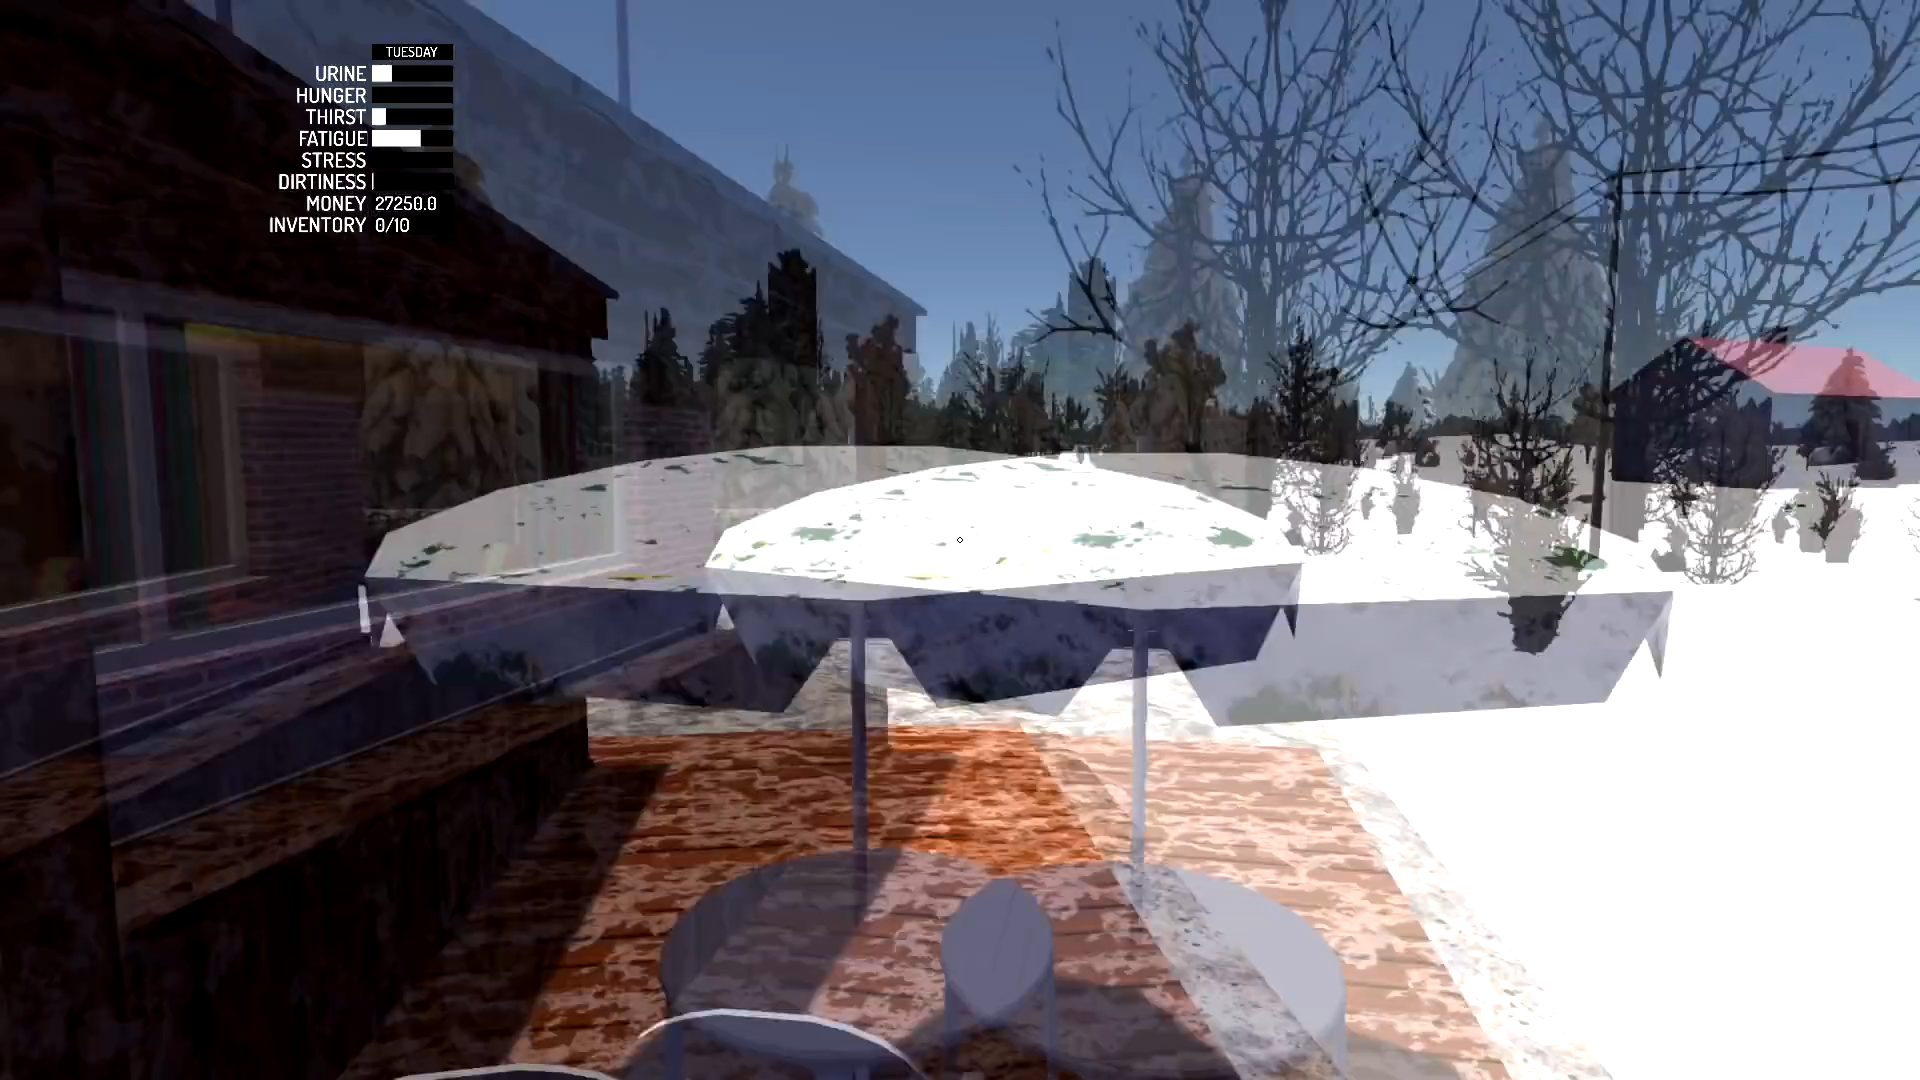 TUESDAY
URINE
HUNGER
THIRST
FATIGUE
STRESS
DIRTINESS
MONEY 27250.0
INVENTORY 0/10